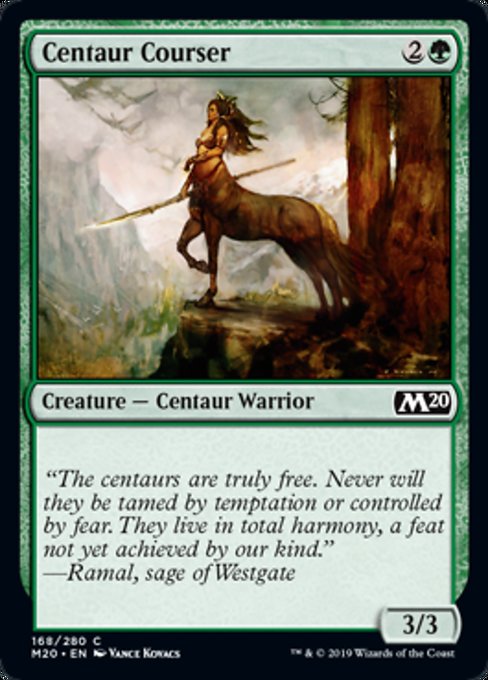 Centaur Courser 2
Creature — Centaur Warrior M20
“The centaurs are truly free. Never will
they be tamed by temptation or controlled
by fear. They live in total harmony, a feat
not yet achieved by our kind.”
—Ramal, sage of Westgate
3/3
168/280 C
M20 • EN Vance Kovacs
™ & © 2019 Wizards of the Coast